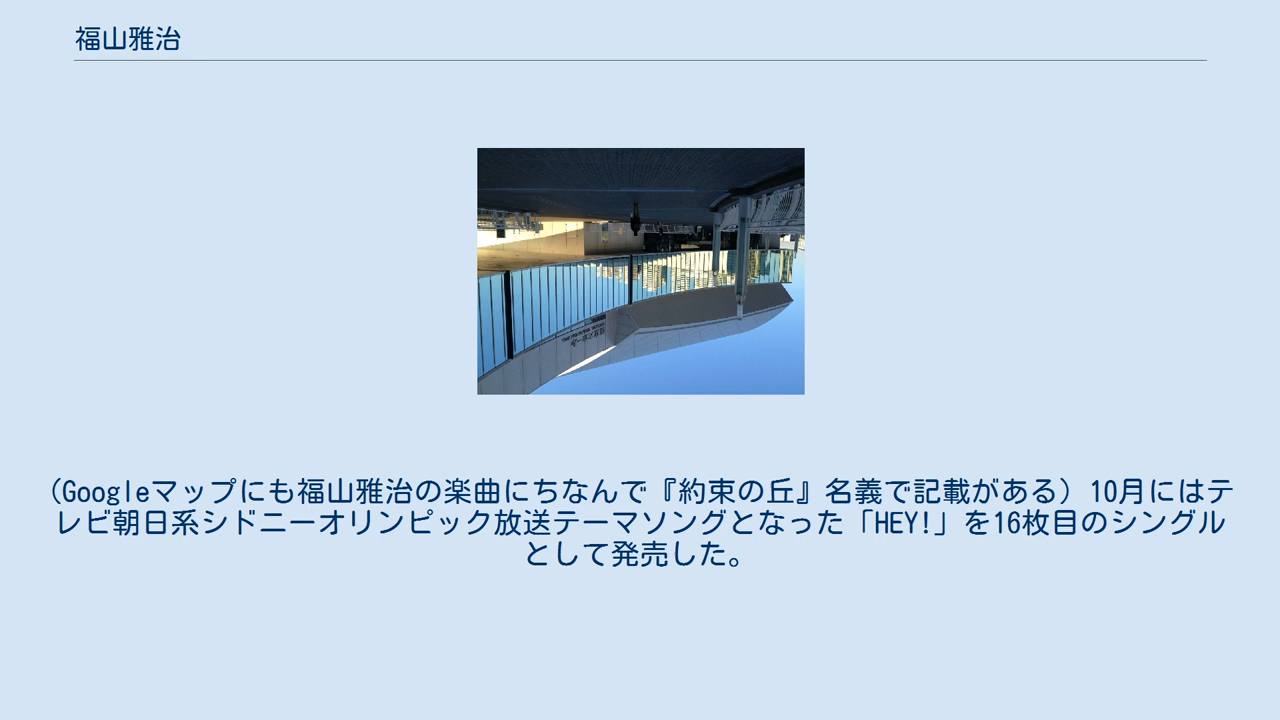 福山雅治
（Googleマップにも福山雅治の楽曲にちなんで『約束の丘』名義で記載がある）10月にはテ
レビ朝日系シドニーオリンピック放送テーマソングとなった「HEY!」を16枚目のシングル
として発売した。